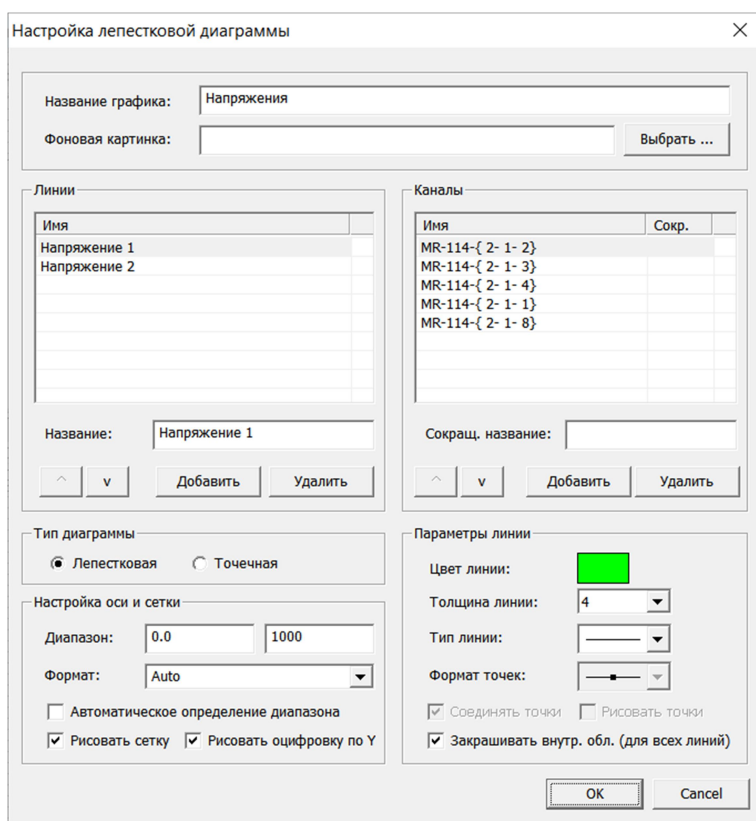 Настройка лепестковой диаграммы
Название графика: Напряжения
Фоновая картинка: Выбрать ...
Линии
Имя
Напряжение 1
Напряжение 2
Название: Напряжение 1
^ v Добавить Удалить
Каналы
Имя Сокр.
MR-114-{ 2- 1- 2}
MR-114-{ 2- 1- 3}
MR-114-{ 2- 1- 4}
MR-114-{ 2- 1- 1}
MR-114-{ 2- 1- 8}
Сокращ. название:
^ v Добавить Удалить
Тип диаграммы
Лепестковая Точечная
Настройка оси и сетки
Диапазон: 0.0 1000
Формат: Auto
Автоматическое определение диапазона
Рисовать сетку Рисовать оцифровку по Y
Параметры линии
Цвет линии:
Толщина линии: 4
Тип линии:
Формат точек:
Соединять точки Рисовать точки
Закрашивать внутр. обл. (для всех линий)
OK Cancel